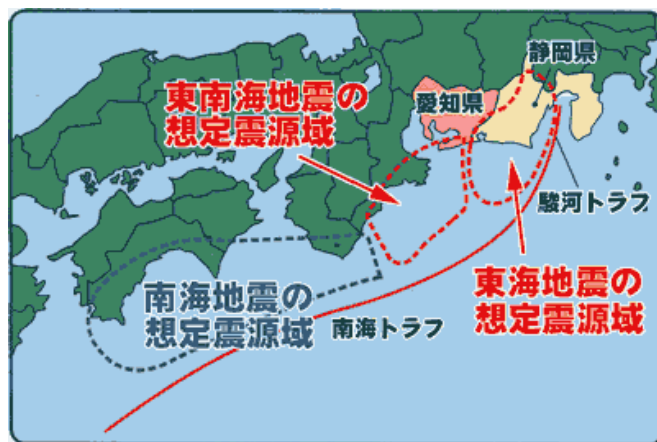 静岡県
東南海地震の
想定震源域
愛知県
駿河トラフ
東海地震の
想定震源域
南海地震の
想定震源域
南海トラフ